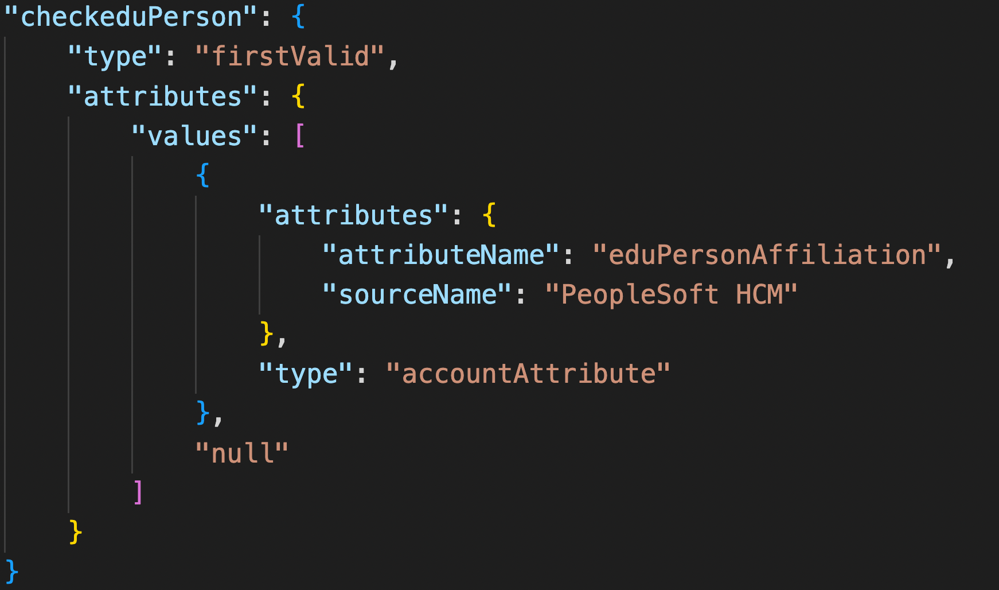 "checkeduPerson": {
    "type": "firstValid",
    "attributes": {
        "values": [
            {
                "attributes": {
                    "attributeName": "eduPersonAffiliation",
                    "sourceName": "PeopleSoft HCM"
                },
                "type": "accountAttribute"
            },
            "null"
        ]
    }
}